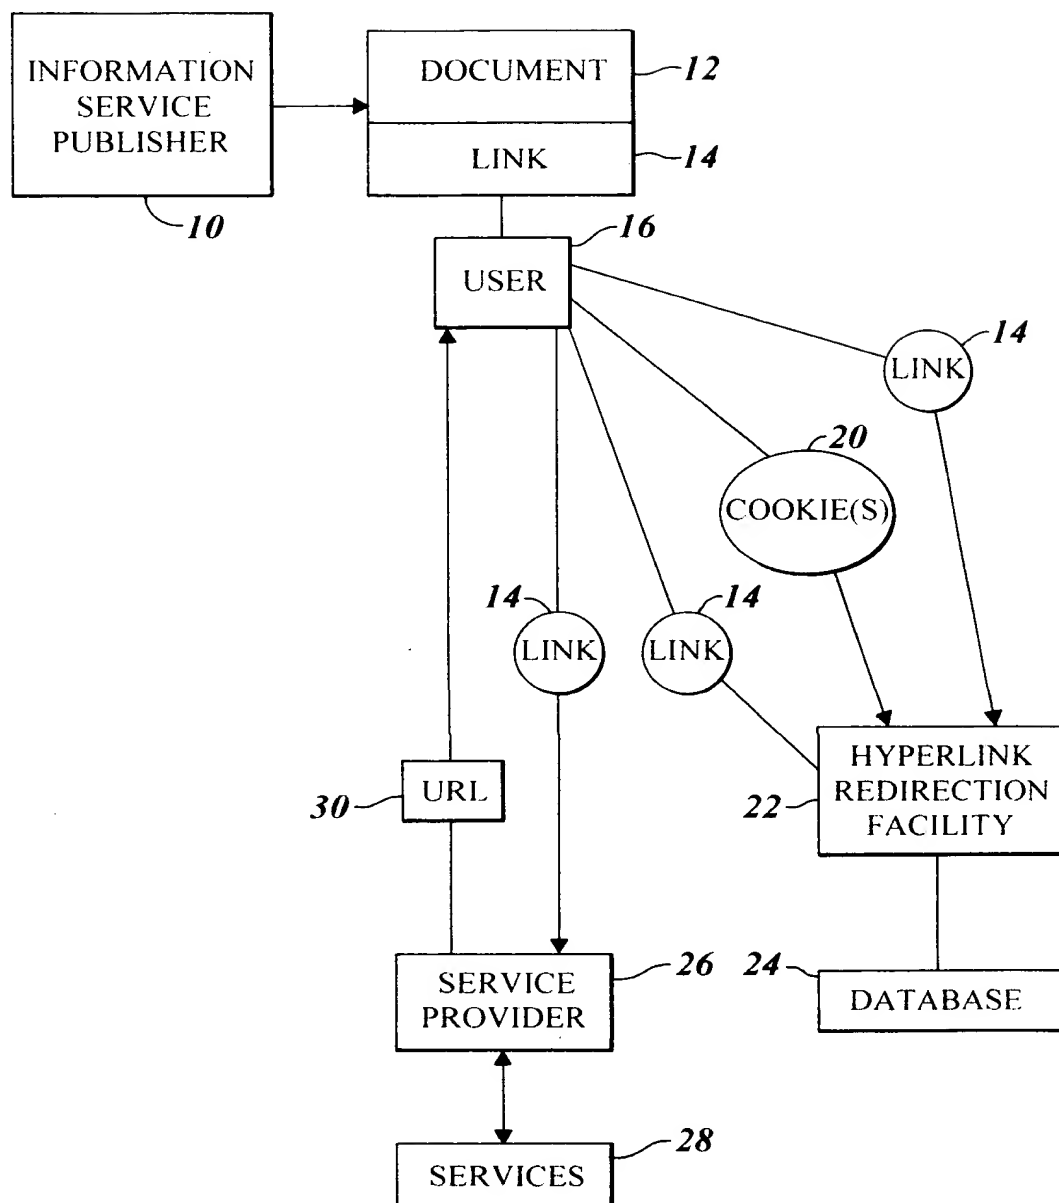 INFORMATION
SERVICE
PUBLISHER
10
DOCUMENT
12
LINK
14
USER
16
LINK
14
COOKIE(S)
20
LINK
14
LINK
14
HYPERLINK
REDIRECTION
FACILITY
22
URL
30
SERVICE
PROVIDER
26
DATABASE
24
SERVICES
28